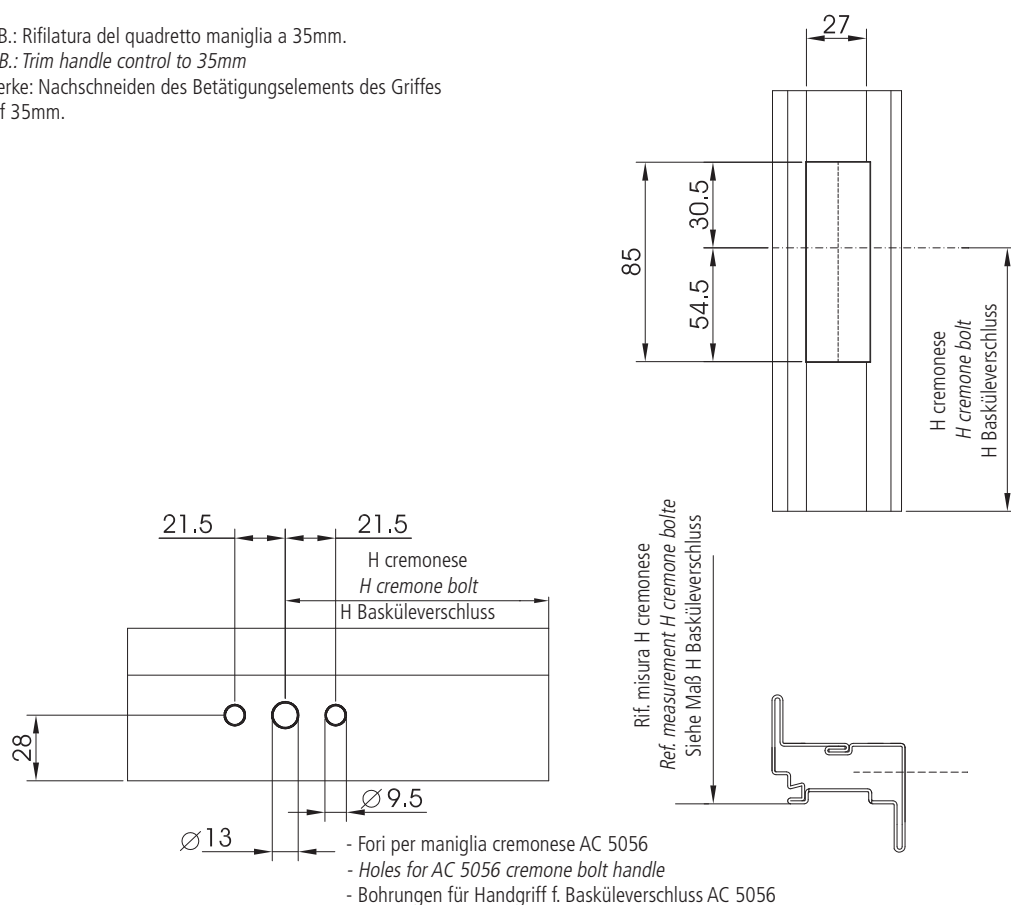 B.: Rifilatura del quadretto maniglia a 35mm.
B.: Trim handle control to 35mm
erke: Nachschneiden des Betätigungselements des Griffes
f 35mm.
27
30.5
85
54.5
H cremonese
H cremone bolt
H Basküleverschluss
21.5
21.5
H cremonese
H cremone bolt
H Basküleverschluss
28
Ø 9.5
Ø 13
- Fori per maniglia cremonese AC 5056
- Holes for AC 5056 cremone bolt handle
- Bohrungen für Handgriff f. Basküleverschluss AC 5056
Rif. misura H cremonese
Ref. measurement H cremone bolte
Siehe Maß H Basküleverschluss